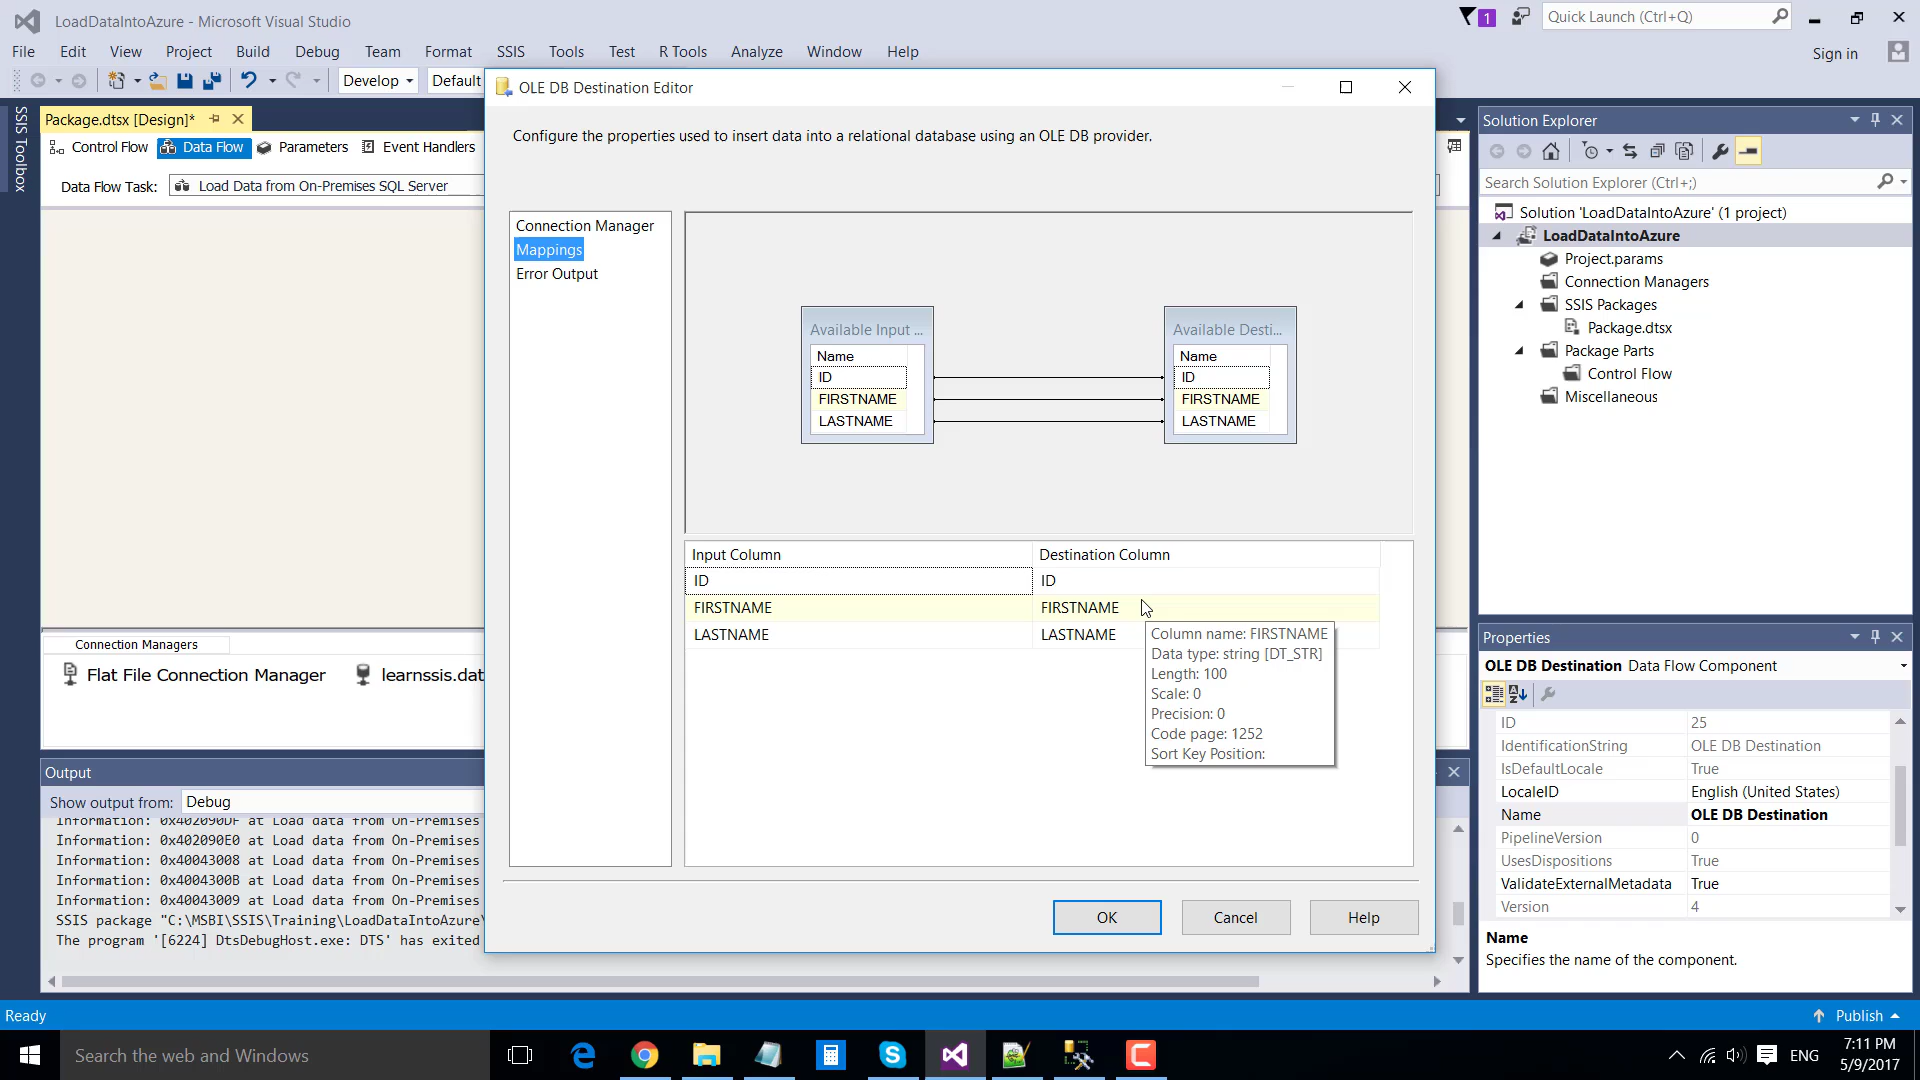 LoadDataIntoAzure - Microsoft Visual Studio
1
Quick Launch (Ctrl+Q)
File Edit View Project Build Debug Team Format SSIS Tools Test R Tools Analyze Window Help
Sign in
Develop
Default
SSIS Toolbox
Package.dtsx [Design]*
Control Flow
Data Flow
Parameters
Event Handlers
Data Flow Task:
Load Data from On-Premises SQL Server
OLE DB Destination Editor
Configure the properties used to insert data into a relational database using an OLE DB provider.
Connection Manager
Mappings
Error Output
Available Input ...
Name
ID
FIRSTNAME
LASTNAME
Available Desti...
Name
ID
FIRSTNAME
LASTNAME
Input Column Destination Column
ID ID
FIRSTNAME FIRSTNAME
LASTNAME LASTNAME
Column name: FIRSTNAME
Data type: string [DT_STR]
Length: 100
Scale: 0
Precision: 0
Code page: 1252
Sort Key Position:
OK
Cancel
Help
Connection Managers
Flat File Connection Manager
learnssis.dat
Output
Show output from: Debug
Information: 0x402090DF at Load data from On-Premises
Information: 0x402090E0 at Load data from On-Premises
Information: 0x40043008 at Load data from On-Premises
Information: 0x4004300B at Load data from On-Premises
Information: 0x40043009 at Load data from On-Premises
SSIS package "C:\MSBI\SSIS\Training\LoadDataIntoAzure\
The program '[6224] DtsDebugHost.exe: DTS' has exited
Solution Explorer
Search Solution Explorer (Ctrl+;)
Solution 'LoadDataIntoAzure' (1 project)
LoadDataIntoAzure
Project.params
Connection Managers
SSIS Packages
Package.dtsx
Package Parts
Control Flow
Miscellaneous
Properties
OLE DB Destination Data Flow Component
ID 25
IdentificationString OLE DB Destination
IsDefaultLocale True
LocaleID English (United States)
Name OLE DB Destination
PipelineVersion 0
UsesDispositions True
ValidateExternalMetadata True
Version 4
Name
Specifies the name of the component.
Ready
Publish
Search the web and Windows
ENG
7:11 PM
5/9/2017